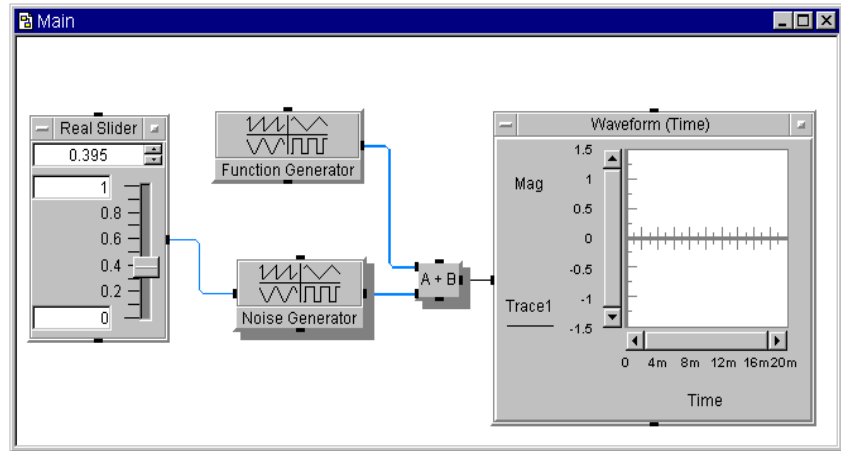 Main
Real Slider
0.395
1
0.8
0.6
0.4
0.2
0
Function Generator
Noise Generator
A + B
Waveform (Time)
Mag
1.5
1
0.5
0
-0.5
-1
-1.5
Trace1
0 4m 8m 12m 16m 20m
Time